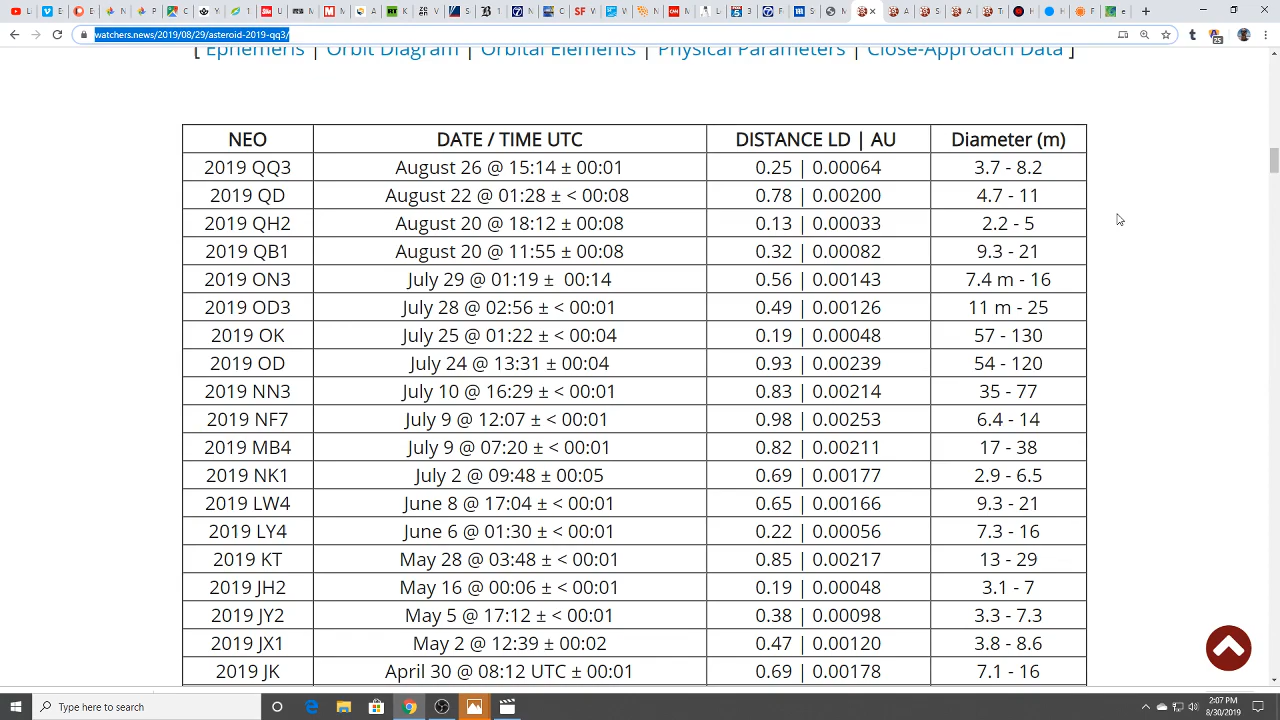 watchers.news/2019/08/29/asteroid-2019-qq3/
[ Ephemeris | Orbit Diagram | Orbital Elements | Physical Parameters | Close-Approach Data ]
NEO DATE / TIME UTC DISTANCE LD | AU Diameter (m)
2019 QQ3 August 26 @ 15:14 ± 00:01 0.25 | 0.00064 3.7 - 8.2
2019 QD August 22 @ 01:28 ± < 00:08 0.78 | 0.00200 4.7 - 11
2019 QH2 August 20 @ 18:12 ± 00:08 0.13 | 0.00033 2.2 - 5
2019 QB1 August 20 @ 11:55 ± 00:08 0.32 | 0.00082 9.3 - 21
2019 ON3 July 29 @ 01:19 ± 00:14 0.56 | 0.00143 7.4 m - 16
2019 OD3 July 28 @ 02:56 ± < 00:01 0.49 | 0.00126 11 m - 25
2019 OK July 25 @ 01:22 ± < 00:04 0.19 | 0.00048 57 - 130
2019 OD July 24 @ 13:31 ± 00:04 0.93 | 0.00239 54 - 120
2019 NN3 July 10 @ 16:29 ± < 00:01 0.83 | 0.00214 35 - 77
2019 NF7 July 9 @ 12:07 ± < 00:01 0.98 | 0.00253 6.4 - 14
2019 MB4 July 9 @ 07:20 ± < 00:01 0.82 | 0.00211 17 - 38
2019 NK1 July 2 @ 09:48 ± < 00:05 0.69 | 0.00177 2.9 - 6.5
2019 LW4 June 8 @ 17:04 ± < 00:01 0.65 | 0.00166 9.3 - 21
2019 LY4 June 6 @ 01:30 ± < 00:01 0.22 | 0.00056 7.3 - 16
2019 KT May 28 @ 03:48 ± < 00:01 0.85 | 0.00217 13 - 29
2019 JH2 May 16 @ 00:06 ± < 00:01 0.19 | 0.00048 3.1 - 7
2019 JY2 May 5 @ 17:12 ± < 00:01 0.38 | 0.00098 3.3 - 7.3
2019 JX1 May 2 @ 12:39 ± 00:02 0.47 | 0.00120 3.8 - 8.6
2019 JK April 30 @ 08:12 UTC ± 00:01 0.69 | 0.00178 7.1 - 16
Type here to search
2:07 PM
8/30/2019